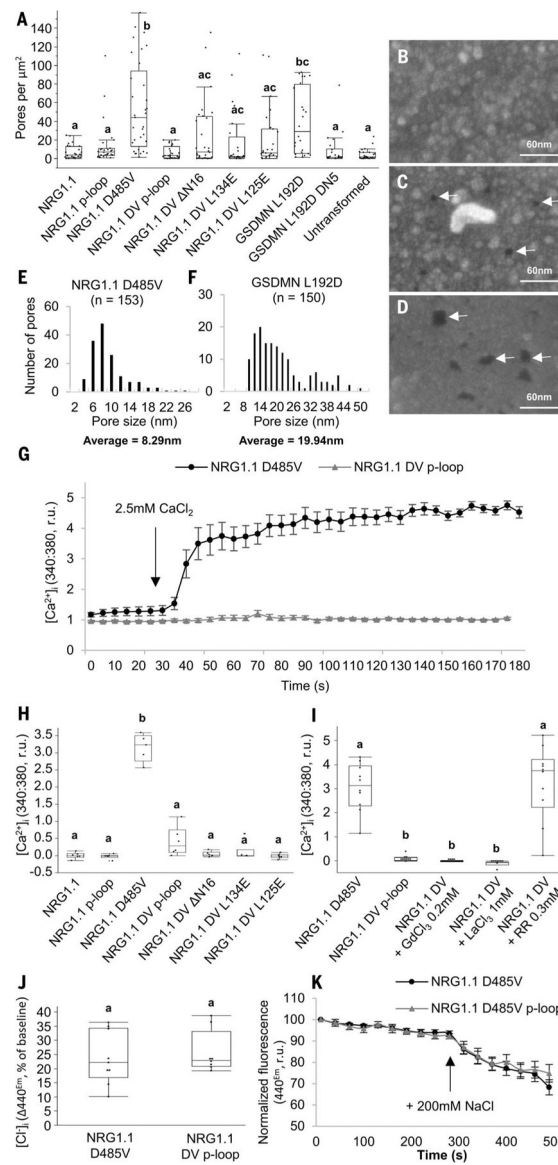 A
Pores per µm²
160
140
120
100
80
60
40
20
0
a
a
b
a
ac
ac
ac
bc
a
a
NRG1.1
NRG1.1 p-loop
NRG1.1 D485V
NRG1.1 DV p-loop
NRG1.1 DV ΔN16
NRG1.1 DV L134E
NRG1.1 DV L125E
GSDMN L192D
GSDMN L192D DN5
Untransformed
B
60nm
C
60nm
D
60nm
E
NRG1.1 D485V
(n = 153)
Number of pores
60
40
20
0
2 6 10 14 18 22 26
Pore size (nm)
Average = 8.29nm
F
GSDMN L192D
(n = 150)
30
20
10
0
2 8 14 20 26 32 38 44 50
Pore size (nm)
Average = 19.94nm
G
NRG1.1 D485V NRG1.1 DV p-loop
2.5mM CaCl₂
[Ca²⁺]ᵢ (340:380, r.u.)
5
4
3
2
1
0
0 10 20 30 40 50 60 70 80 90 100 110 120 130 140 150 160 170 180
Time (s)
H
[Ca²⁺]ᵢ (340:380, r.u.)
3.5
3.0
2.5
2.0
1.5
1.0
0.5
0.0
-0.5
a
a
b
a
a
a
a
NRG1.1
NRG1.1 p-loop
NRG1.1 D485V
NRG1.1 DV p-loop
NRG1.1 DV ΔN16
NRG1.1 DV L134E
NRG1.1 DV L125E
I
[Ca²⁺]ᵢ (340:380, r.u.)
5
4
3
2
1
0
a
b
b
b
a
NRG1.1 D485V
NRG1.1 DV p-loop
NRG1.1 DV
+ GdCl₃ 0.2mM
NRG1.1 DV
+ LaCl₃ 1mM
NRG1.1 DV
+ RR 0.3mM
J
[Cl⁻]ᵢ (Δ440ᴱᵐ, % of baseline)
40
35
30
25
20
15
10
5
0
a
a
NRG1.1
D485V
NRG1.1
DV p-loop
K
NRG1.1 D485V
NRG1.1 D485V p-loop
Normalized fluorescence
(440ᴱᵐ, r.u.)
100
90
80
70
60
+ 200mM NaCl
0 100 200 300 400 50
Time (s)